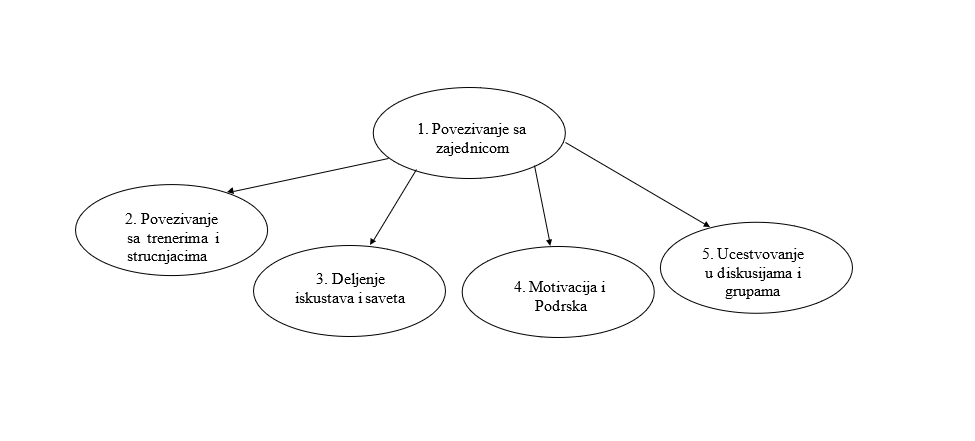 1. Povezivanje sa
zajednicom
2. Povezivanje
sa trenerima i
strucnjacima
3. Deljenje
iskustava i saveta
4. Motivacija i
Podrska
5. Ucestvovanje
u diskusijama i
grupama